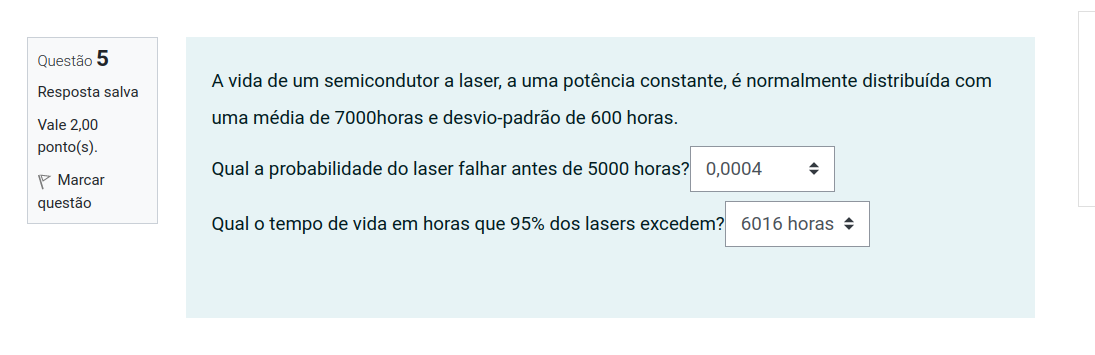 Questão 5
Resposta salva
Vale 2,00
ponto(s).
Marcar
questão
A vida de um semicondutor a laser, a uma potência constante, é normalmente distribuída com
uma média de 7000horas e desvio-padrão de 600 horas.
Qual a probabilidade do laser falhar antes de 5000 horas? 0,0004
Qual o tempo de vida em horas que 95% dos lasers excedem? 6016 horas